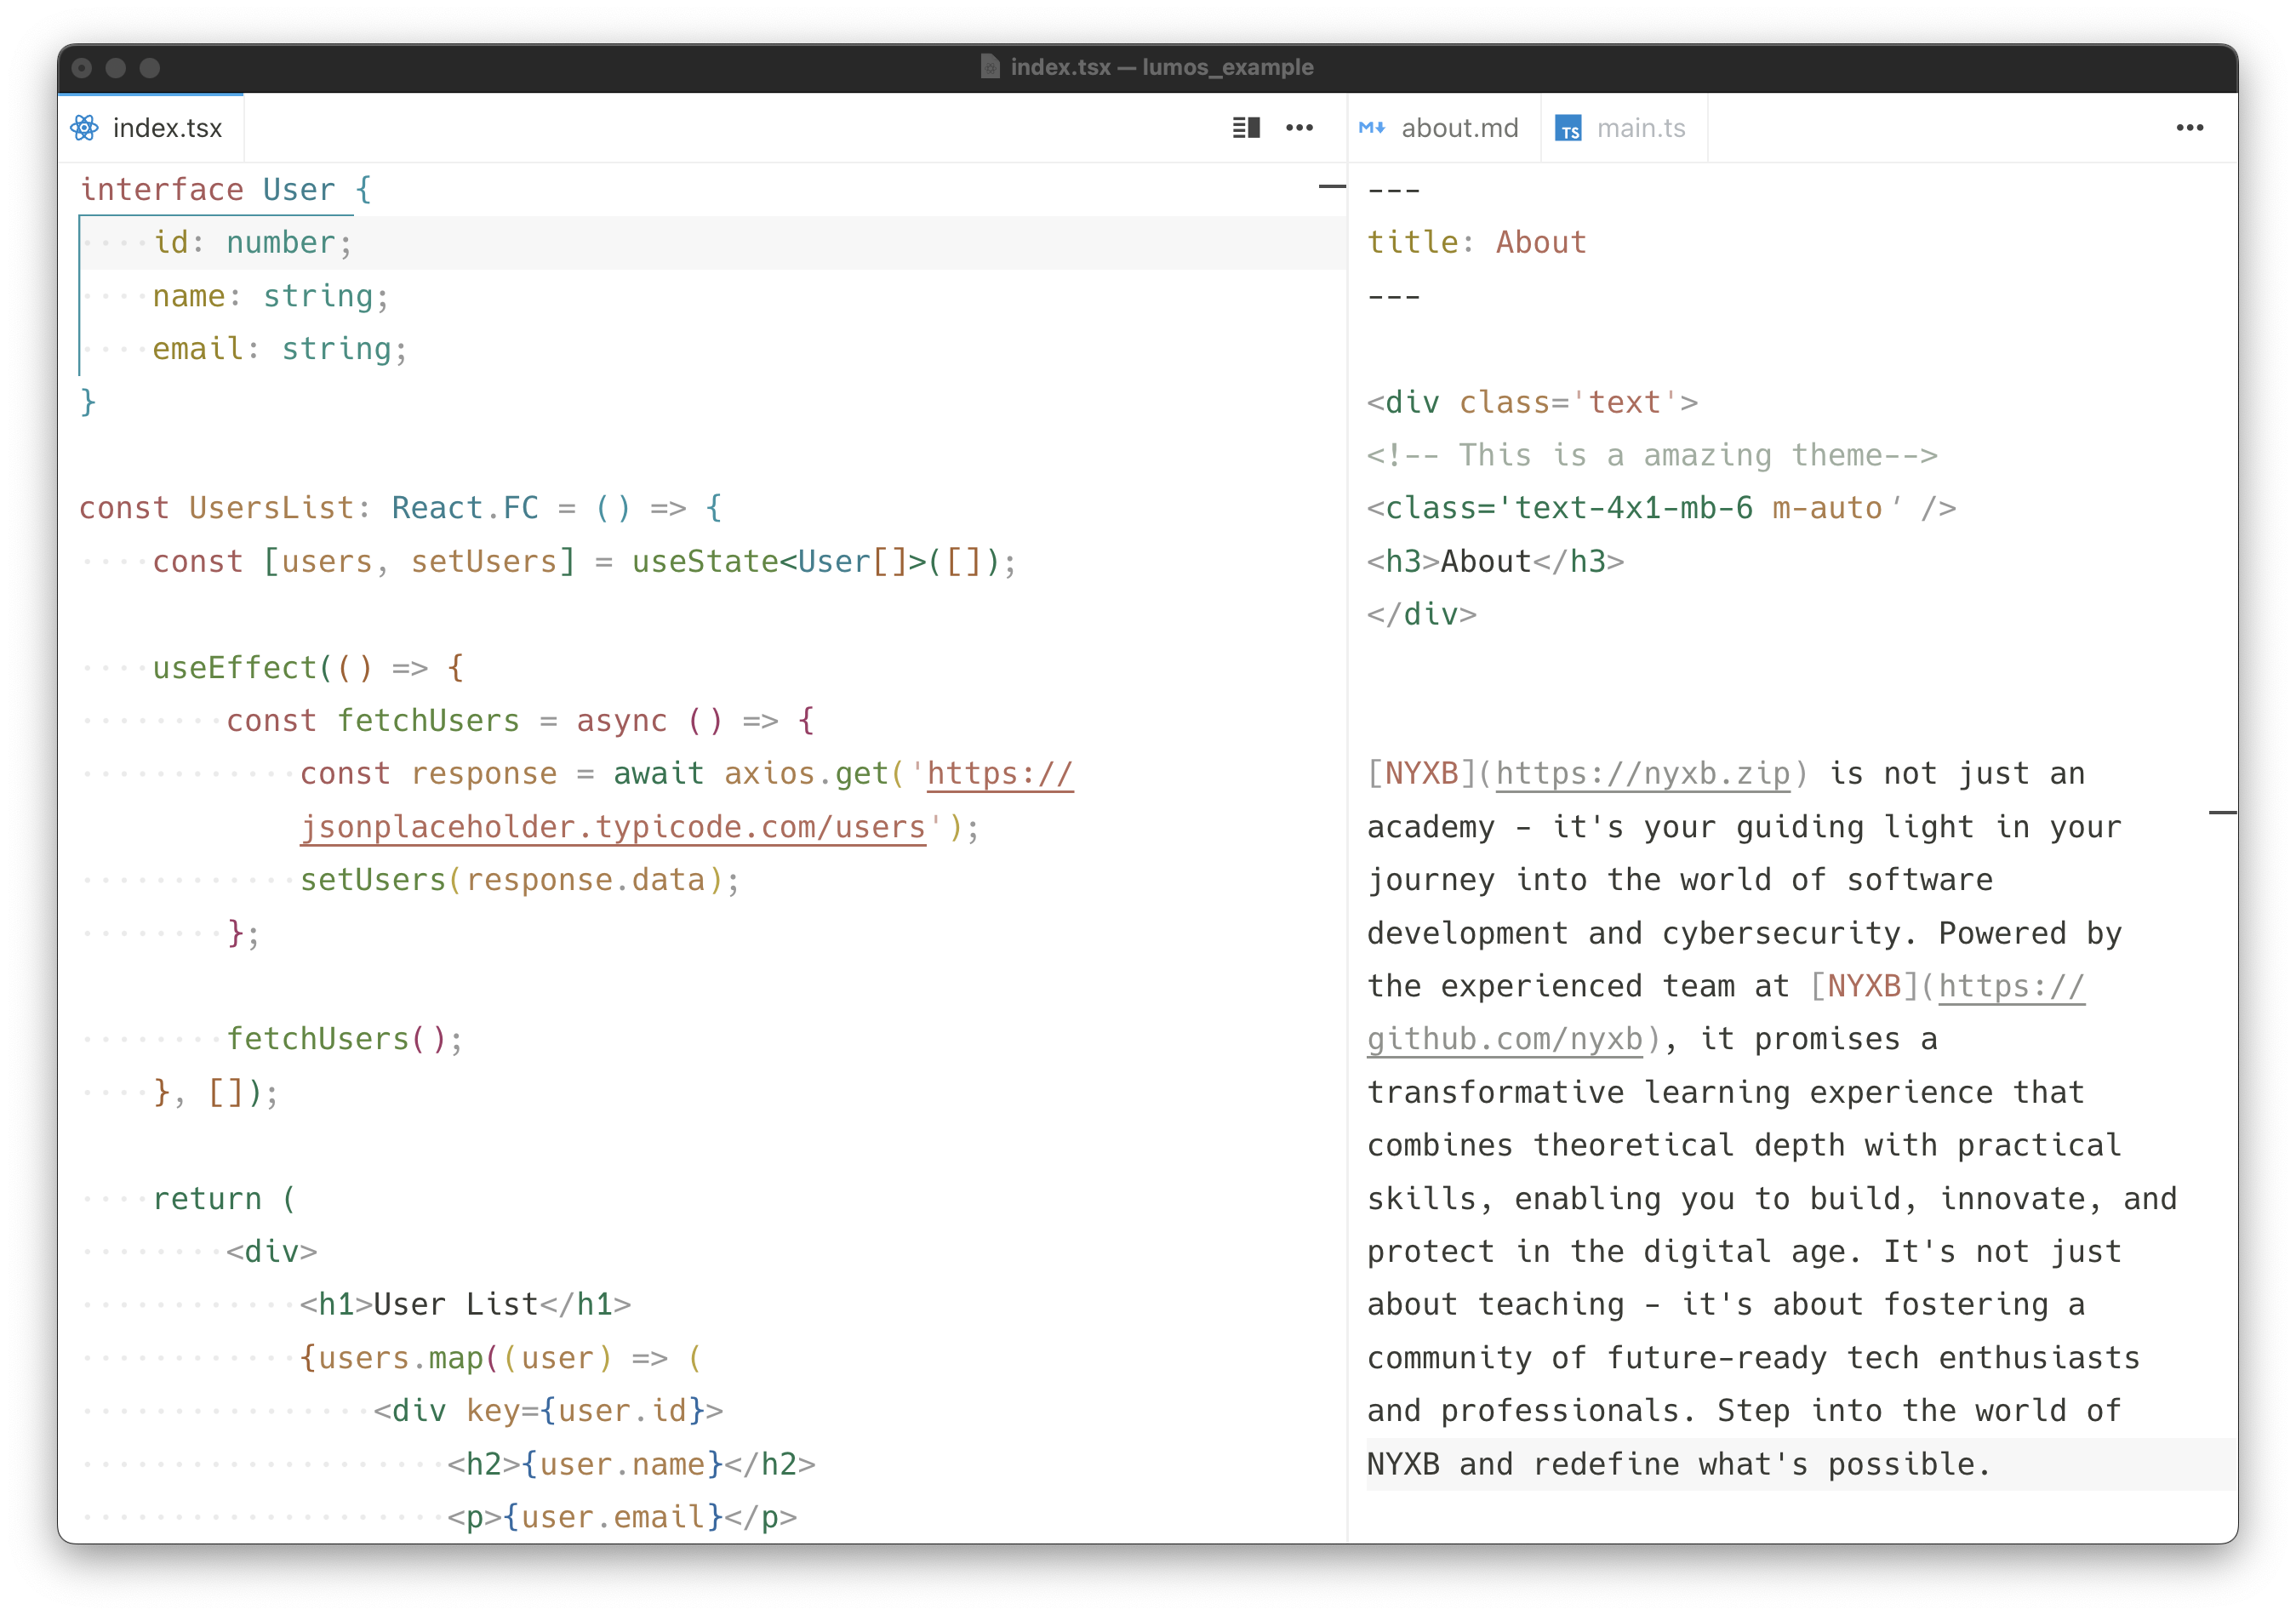 index.tsx — lumos_example
index.tsx
interface User {
    id: number;
    name: string;
    email: string;
}

const UsersList: React.FC = () => {
    const [users, setUsers] = useState<User[]>([]);

    useEffect(() => {
        const fetchUsers = async () => {
            const response = await axios.get('https://
            jsonplaceholder.typicode.com/users');
            setUsers(response.data);
        };

        fetchUsers();
    }, []);

    return (
        <div>
            <h1>User List</h1>
            {users.map((user) => (
                <div key={user.id}>
                    <h2>{user.name}</h2>
                    <p>{user.email}</p>
about.md
TS main.ts
---
title: About
---

<div class='text'>
<!-- This is a amazing theme-->
<class='text-4x1-mb-6 m-auto' />
<h3>About</h3>
</div>

[NYXB](https://nyxb.zip) is not just an
academy - it's your guiding light in your
journey into the world of software
development and cybersecurity. Powered by
the experienced team at [NYXB](https://
github.com/nyxb), it promises a
transformative learning experience that
combines theoretical depth with practical
skills, enabling you to build, innovate, and
protect in the digital age. It's not just
about teaching - it's about fostering a
community of future-ready tech enthusiasts
and professionals. Step into the world of
NYXB and redefine what's possible.